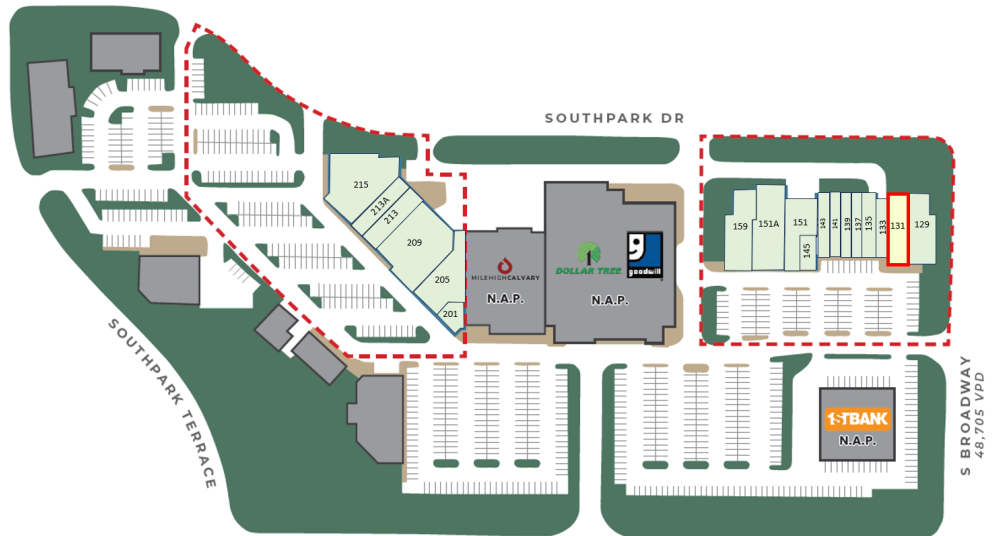 SOUTHPARK DR
215
213A
213
209
205
201
MILEHIGHCALVARY
N.A.P.
DOLLAR TREE
goodwill
N.A.P.
159
151A
151
145
143
141
139
137
135
133
131
129
SOUTHPARK TERRACE
1STBANK
N.A.P.
S BROADWAY
48,705 VPD